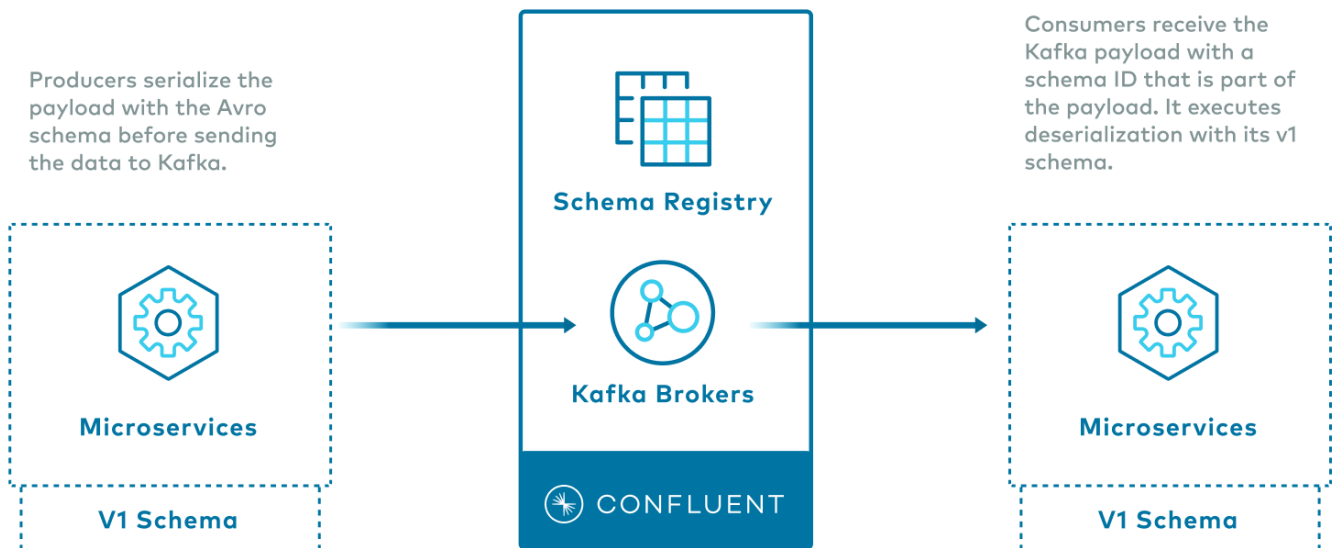 Producers serialize the
payload with the Avro
schema before sending
the data to Kafka.
Microservices
V1 Schema
Schema Registry
Kafka Brokers
CONFLUENT
Consumers receive the
Kafka payload with a
schema ID that is part of
the payload. It executes
deserialization with its v1
schema.
Microservices
V1 Schema